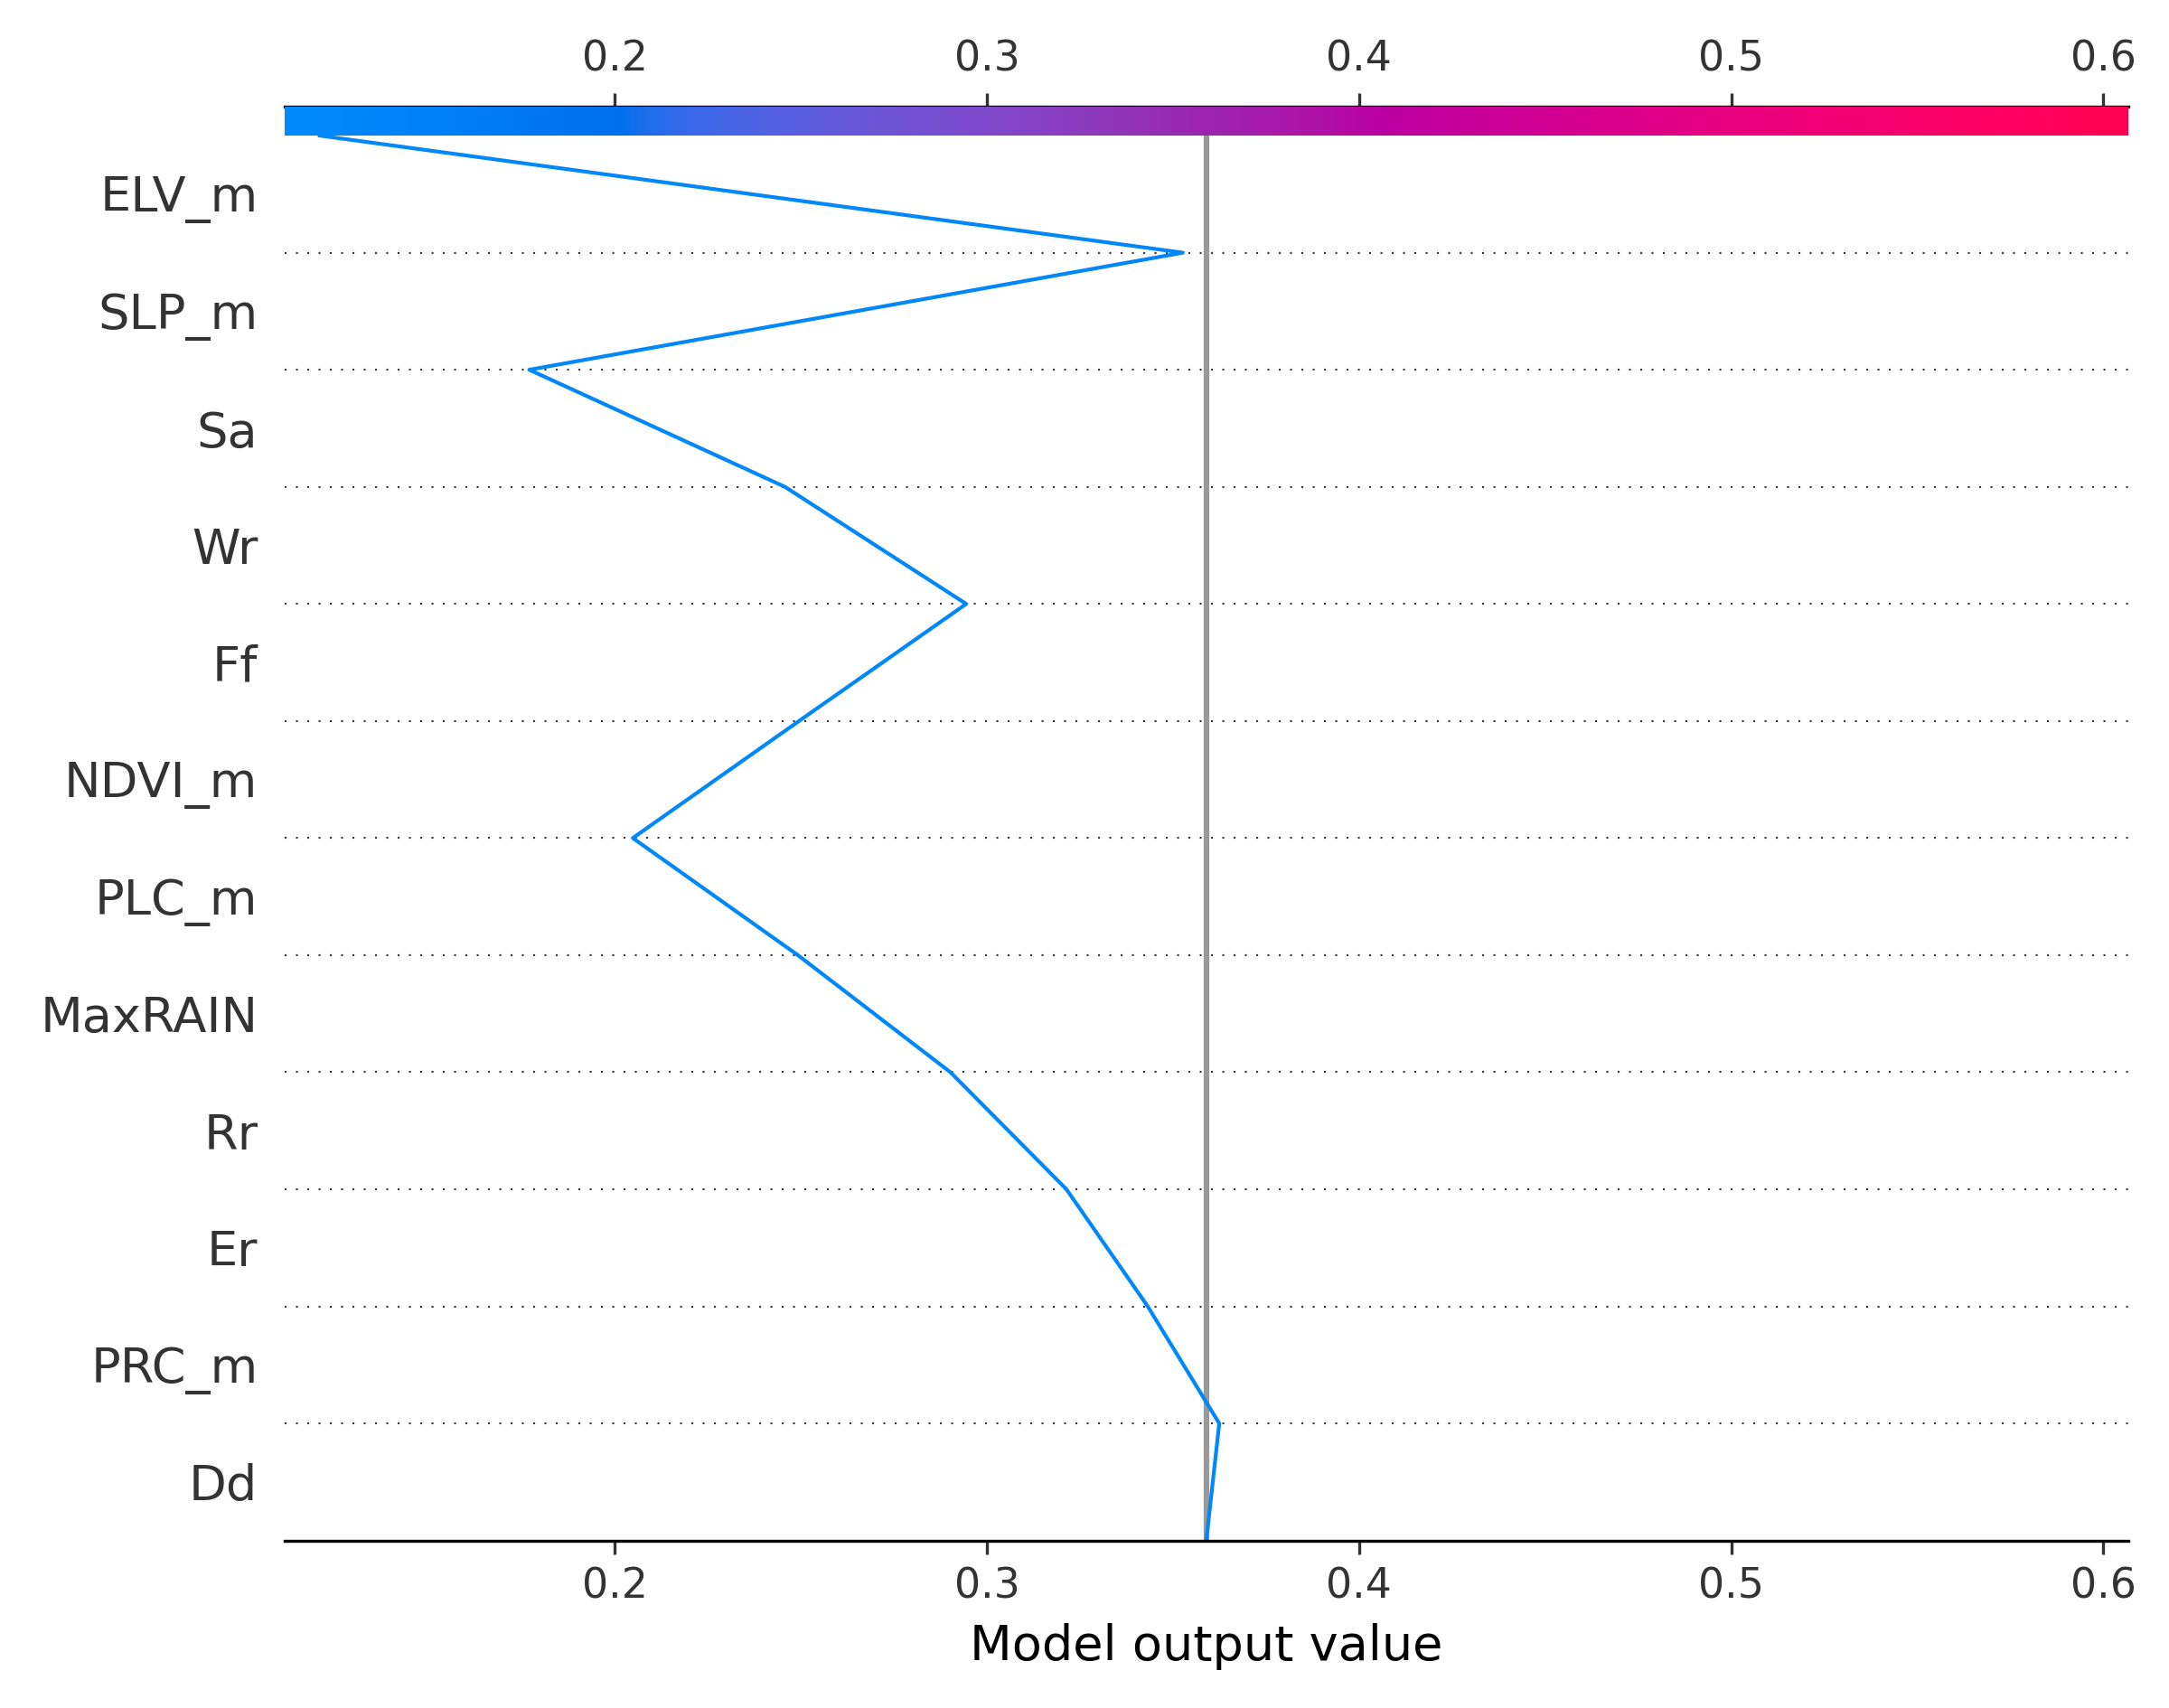 0.2 0.3 0.4 0.5 0.6
ELV_m
SLP_m
Sa
Wr
Ff
NDVI_m
PLC_m
MaxRAIN
Rr
Er
PRC_m
Dd
0.2 0.3 0.4 0.5 0.6
Model output value